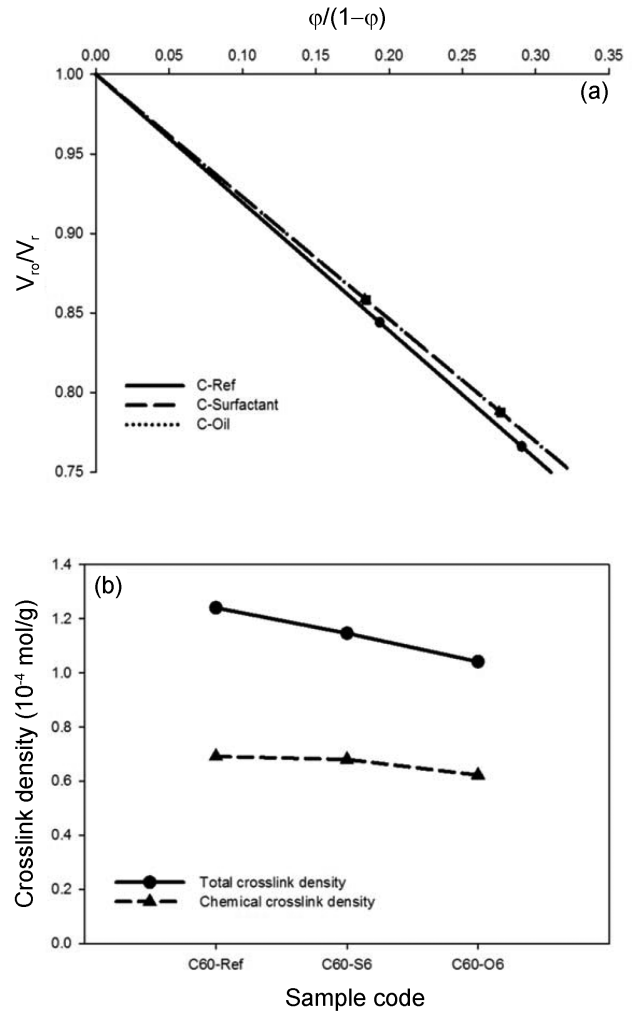 φ/(1−φ)
0.00 0.05 0.10 0.15 0.20 0.25 0.30 0.35
1.00
(a)
0.95
0.90
0.85
0.80
0.75
V_ro/V_r
C-Ref
C-Surfactant
C-Oil
1.4
(b)
1.2
1.0
0.8
0.6
0.4
0.2
0.0
Crosslink density (10⁻⁴ mol/g)
Total crosslink density
Chemical crosslink density
C60-Ref C60-S6 C60-O6
Sample code